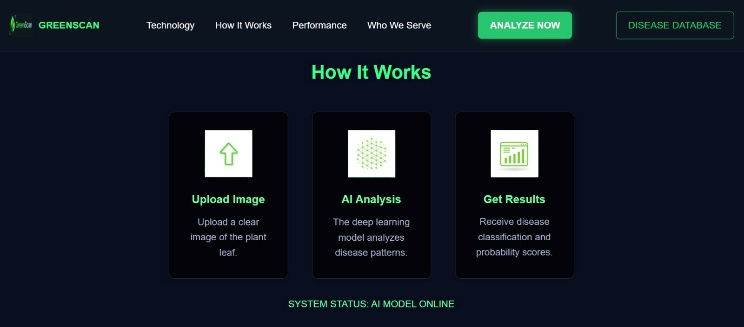 GreenScan GREENSCAN Technology How It Works Performance Who We Serve ANALYZE NOW DISEASE DATABASE
How It Works
Upload Image
Upload a clear
image of the plant
leaf.
AI Analysis
The deep learning
model analyzes
disease patterns.
Get Results
Receive disease
classification and
probability scores.
SYSTEM STATUS: AI MODEL ONLINE